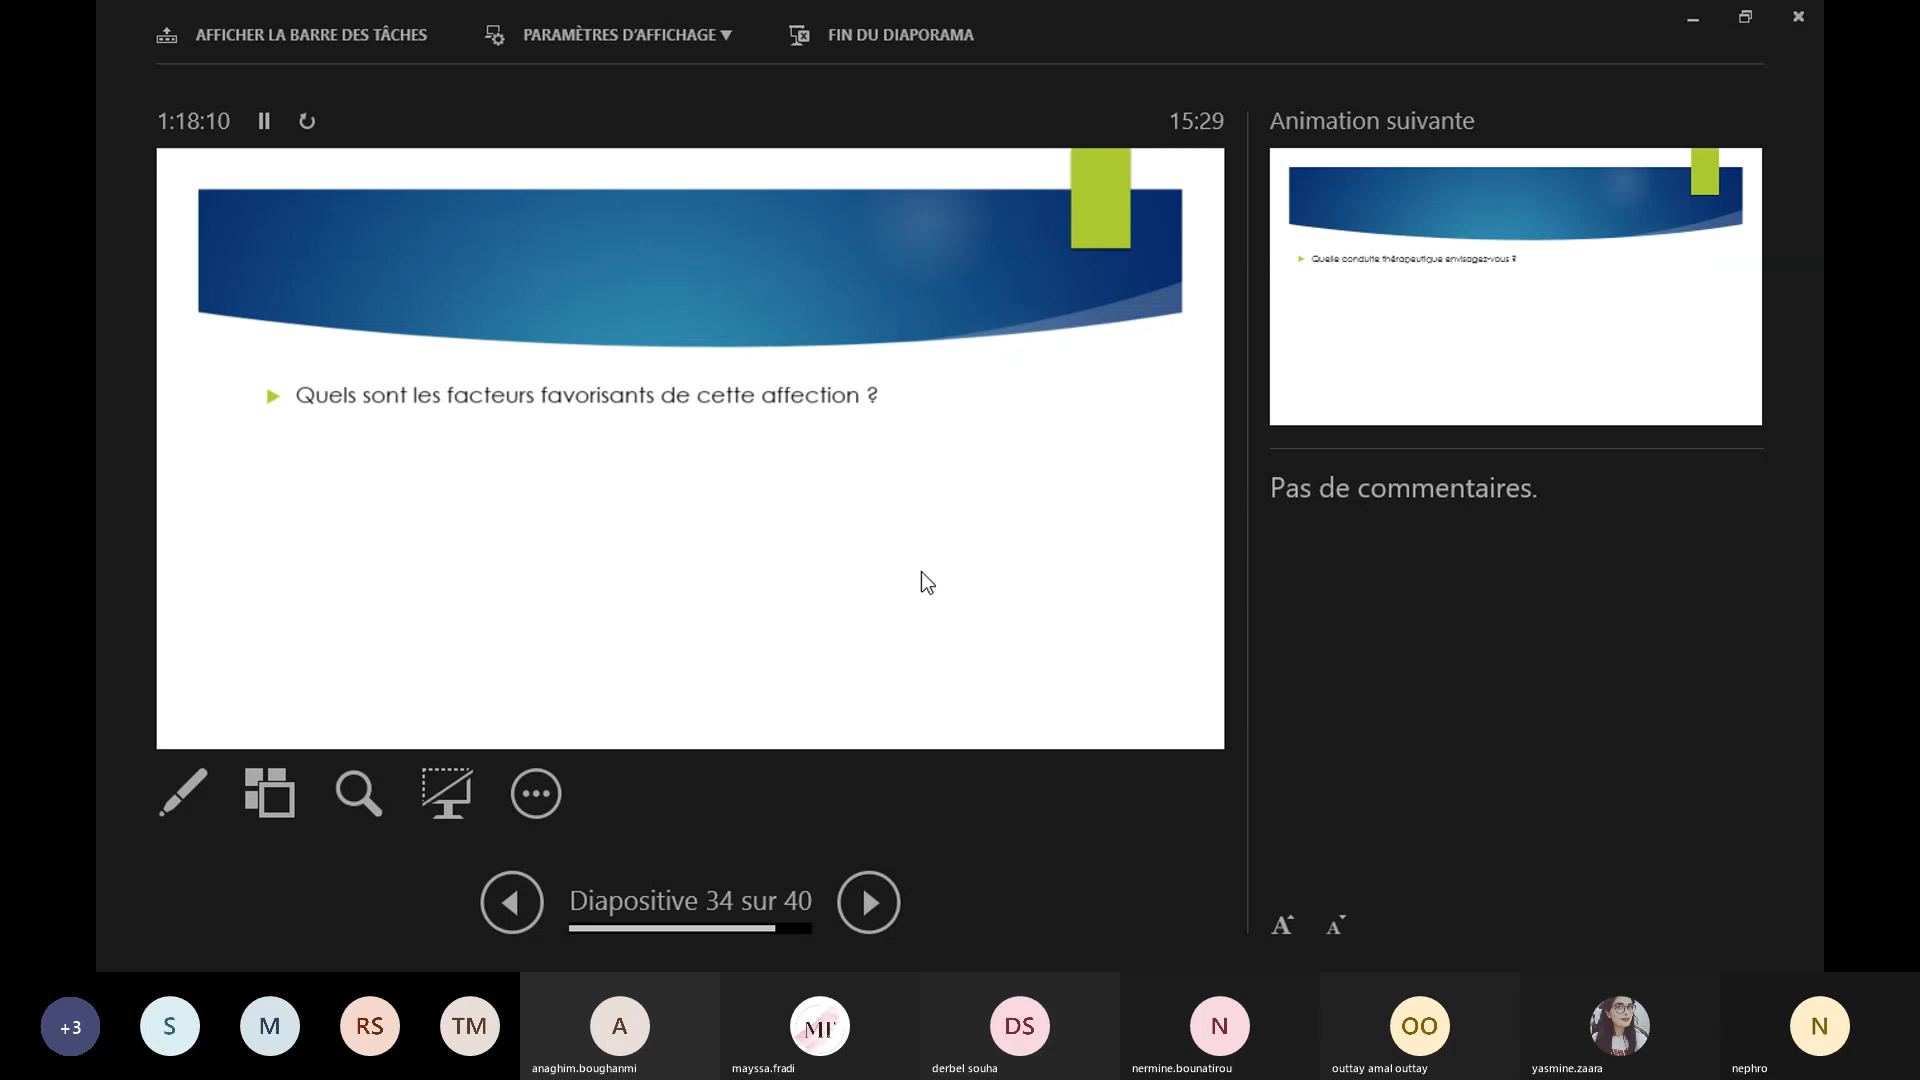 AFFICHER LA BARRE DES TÂCHES
PARAMÈTRES D'AFFICHAGE ▼
FIN DU DIAPORAMA
1:18:10
15:29
Animation suivante
Quels sont les facteurs favorisants de cette affection ?
Quelle conduite thérapeutique envisagez-vous ?
Pas de commentaires.
Diapositive 34 sur 40
A A
+3
S
M
RS
TM
A
MF
DS
N
OO
N
anaghim.boughanmi
mayssa.fradi
derbel souha
nermine.bounatirou
outtay amal outtay
yasmine.zaara
nephro